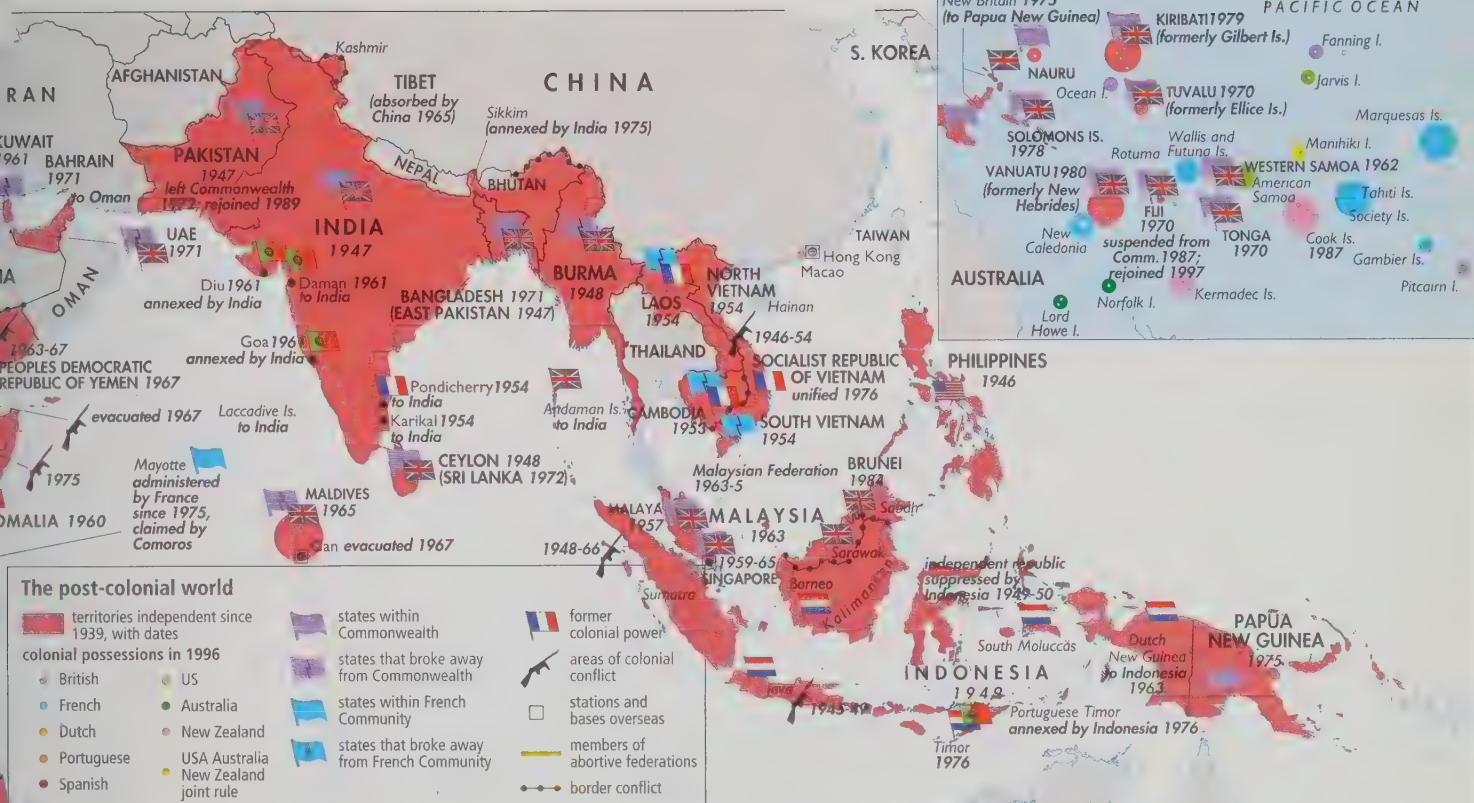 Kashmir
AFGHANISTAN
TIBET
(absorbed by
China 1965)
CHINA
RAN
Sikkim
(annexed by India 1975)
KUWAIT
1961
BAHRAIN
1971
to Oman
PAKISTAN
1947
left Commonwealth
1972; rejoined 1989
NEPAL
BHUTAN
UAE
1971
INDIA
1947
OMAN
Diu 1961
annexed by India
Daman 1961
to India
BANGLADESH 1971
(EAST PAKISTAN 1947)
BURMA
1948
LAOS
1954
NORTH
VIETNAM
1954
Hainan
TAIWAN
Hong Kong
Macao
S. KOREA
1963-67
PEOPLES DEMOCRATIC
REPUBLIC OF YEMEN 1967
Goa 196
annexed by India
1946-54
THAILAND
SOCIALIST REPUBLIC
OF VIETNAM
unified 1976
PHILIPPINES
1946
evacuated 1967
Laccadive Is.
to India
Pondicherry 1954
to India
Karikal 1954
to India
Andaman Is.
to India
CAMBODIA
1953
SOUTH VIETNAM
1954
1975
Mayotte
administered
by France
since 1975,
claimed by
Comoros
CEYLON 1948
(SRI LANKA 1972)
Malaysian Federation
1963-5
BRUNEI
1984
OMALIA 1960
MALDIVES
1965
Gan evacuated 1967
1948-66
MALAYA
1957
MALAYSIA
1963
Sabah
Sarawak
1959-65
SINGAPORE
Sumatra
Borneo
Kalimantan
independent republic
suppressed by
Indonesia 1949-50
South Moluccas
INDONESIA
1949
Java
Dutch
New Guinea
to Indonesia
1963
PAPUA
NEW GUINEA
1975
Portuguese Timor
annexed by Indonesia 1976
Timor
1976
New Britain 1975
(to Papua New Guinea)
PACIFIC OCEAN
KIRIBATI 1979
(formerly Gilbert Is.)
Fanning I.
NAURU
Ocean I.
Jarvis I.
TUVALU 1970
(formerly Ellice Is.)
Marquesas Is.
SOLOMONS IS.
1978
Rotuma
Wallis and
Futuna Is.
Manihiki I.
VANUATU 1980
(formerly New
Hebrides)
WESTERN SAMOA 1962
American
Samoa
Tahiti Is.
Society Is.
New
Caledonia
FIJI
1970
suspended from
Comm. 1987;
rejoined 1997
TONGA
1970
Cook Is.
1987
Gambier Is.
Pitcairn I.
AUSTRALIA
Norfolk I.
Kermadec Is.
Lord
Howe I.
The post-colonial world
territories independent since
1939, with dates
colonial possessions in 1996
British
French
Dutch
Portuguese
Spanish
US
Australia
New Zealand
USA Australia
New Zealand
joint rule
states within
Commonwealth
states that broke away
from Commonwealth
states within French
Community
states that broke away
from French Community
former
colonial power
areas of colonial
conflict
stations and
bases overseas
members of
abortive federations
border conflict